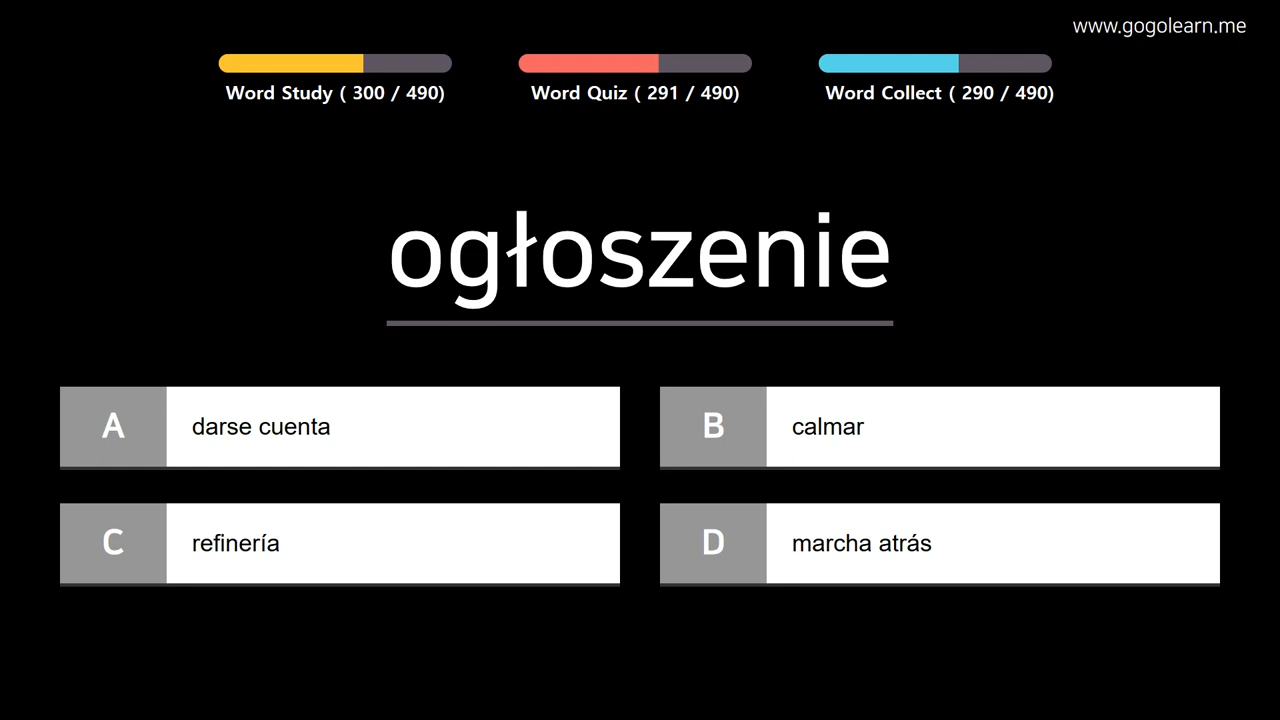 www.gogolearn.me
Word Study ( 300 / 490)
Word Quiz ( 291 / 490)
Word Collect ( 290 / 490)
ogłoszenie
A darse cuenta
B calmar
C refinería
D marcha atrás